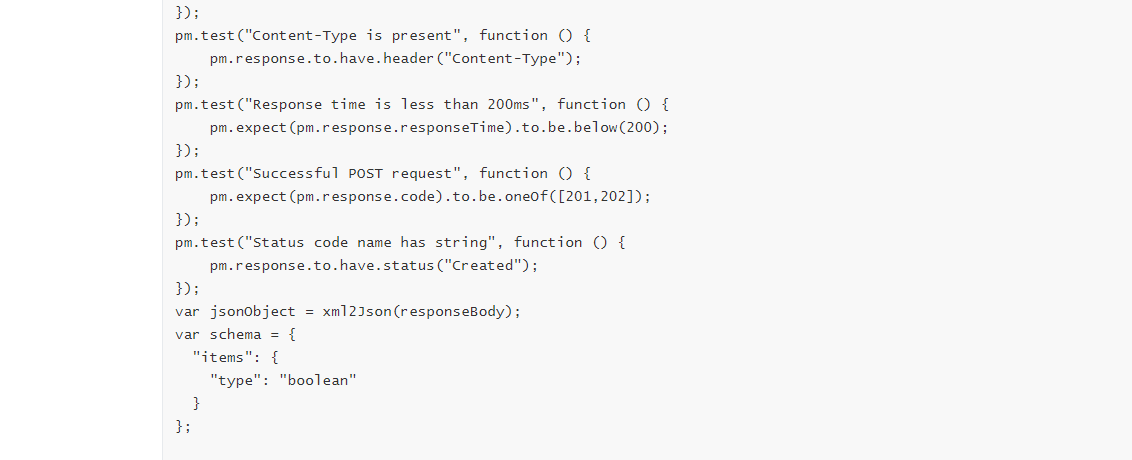 });
pm.test("Content-Type is present", function () {
    pm.response.to.have.header("Content-Type");
});
pm.test("Response time is less than 200ms", function () {
    pm.expect(pm.response.responseTime).to.be.below(200);
});
pm.test("Successful POST request", function () {
    pm.expect(pm.response.code).to.be.oneOf([201,202]);
});
pm.test("Status code name has string", function () {
    pm.response.to.have.status("Created");
});
var jsonObject = xml2Json(responseBody);
var schema = {
  "items": {
    "type": "boolean"
  }
};